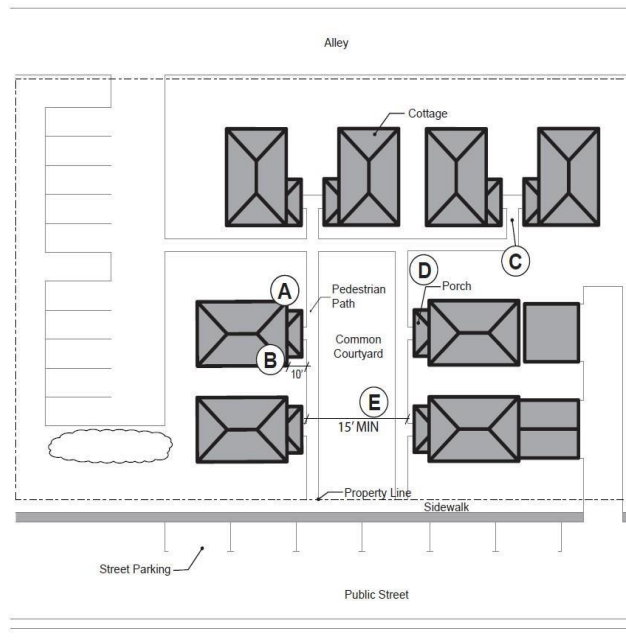 Alley
Cottage
C
D
A
Porch
Pedestrian
Path
Common
Courtyard
B
10'
E
15' MIN
Property Line
Sidewalk
Street Parking
Public Street